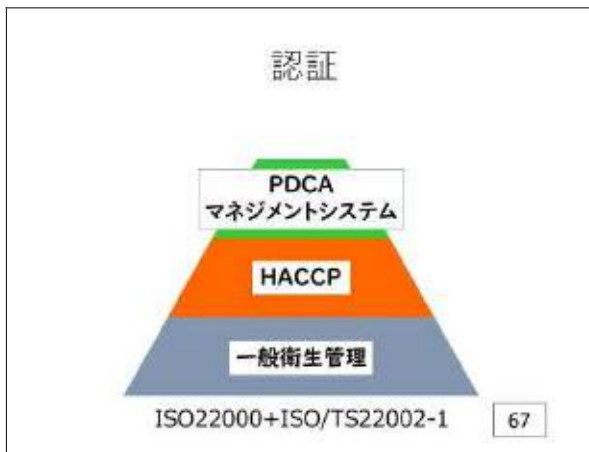 認証
PDCA
マネジメントシステム
HACCP
一般衛生管理
ISO22000+ISO/TS22002-1
67